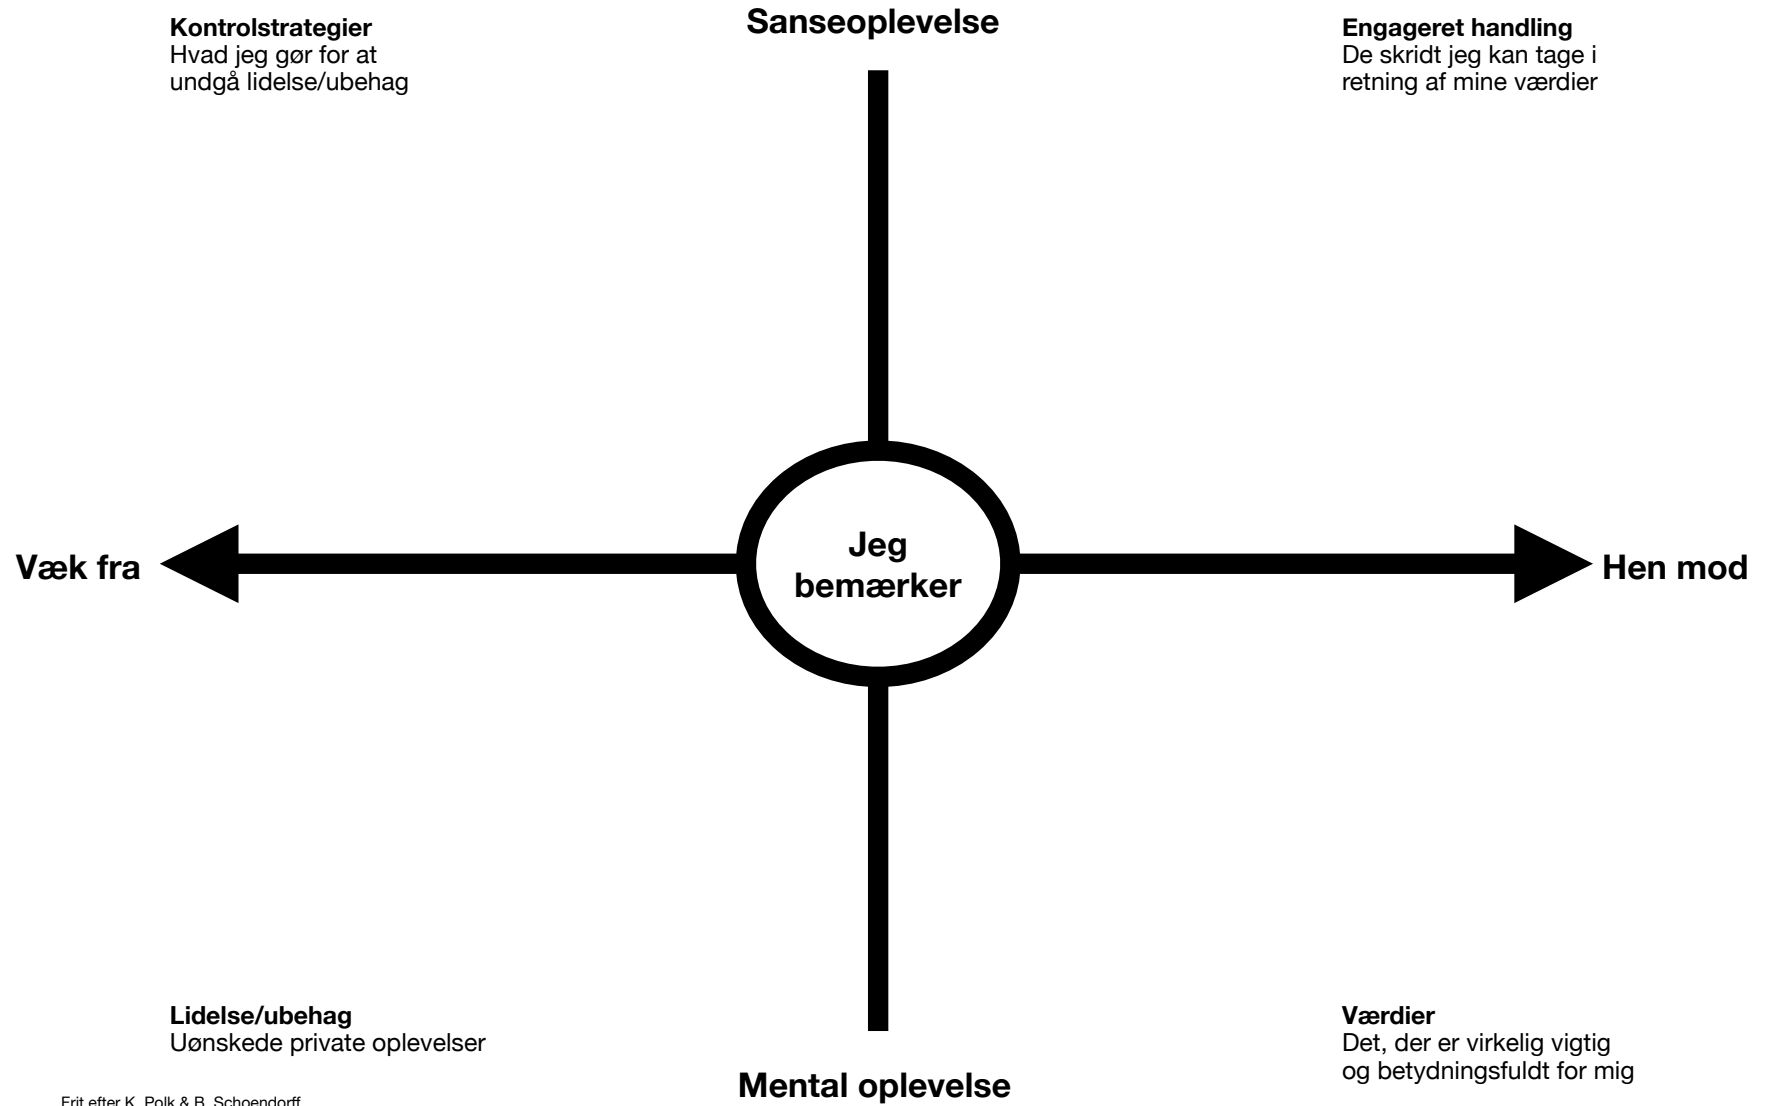 Kontrolstrategier
Hvad jeg gør for at
undgå lidelse/ubehag
Sanseoplevelse
Engageret handling
De skridt jeg kan tage i
retning af mine værdier
Væk fra
Jeg
bemærker
Hen mod
Lidelse/ubehag
Uønskede private oplevelser
Mental oplevelse
Værdier
Det, der er virkelig vigtig
og betydningsfuldt for mig
Frit efter K. Polk & B. Schoendorff